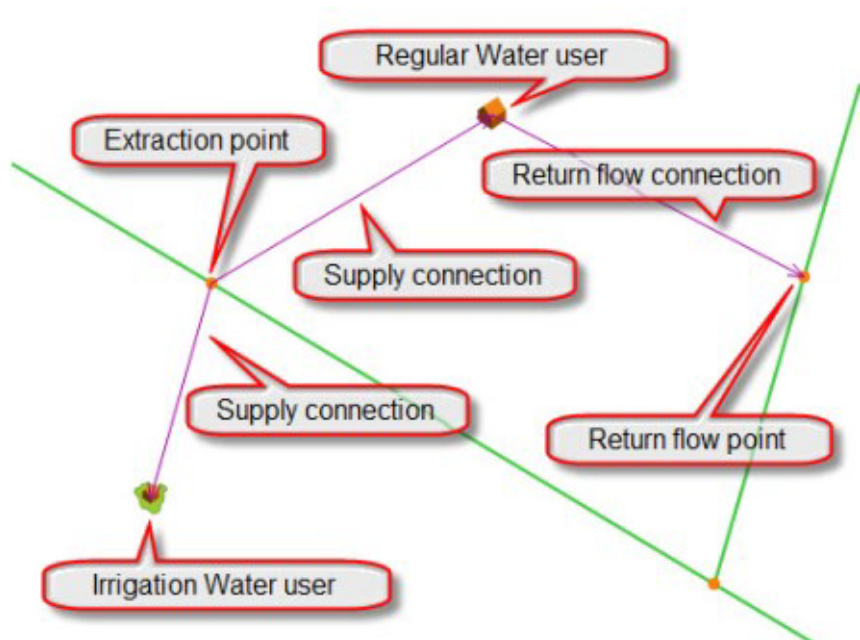 Regular Water user
Extraction point
Return flow connection
Supply connection
Supply connection
Return flow point
Irrigation Water user